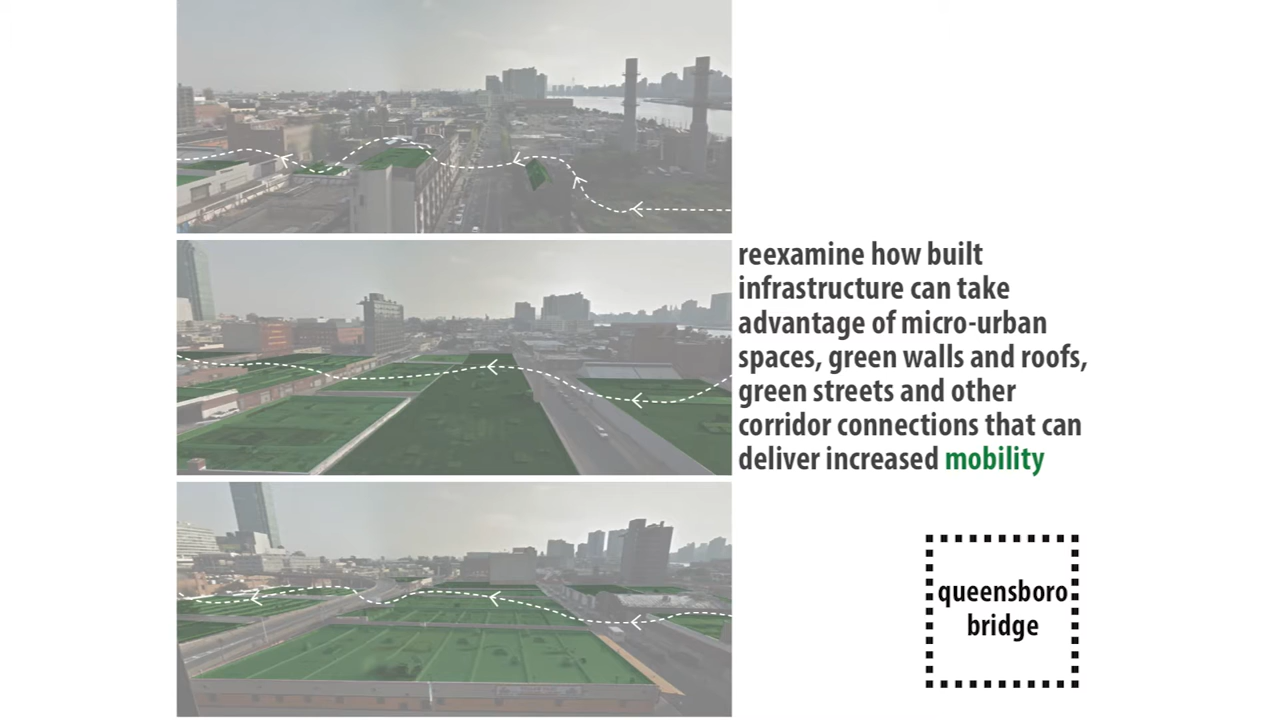 reexamine how built
infrastructure can take
advantage of micro-urban
spaces, green walls and roofs,
green streets and other
corridor connections that can
deliver increased mobility
queensboro
bridge